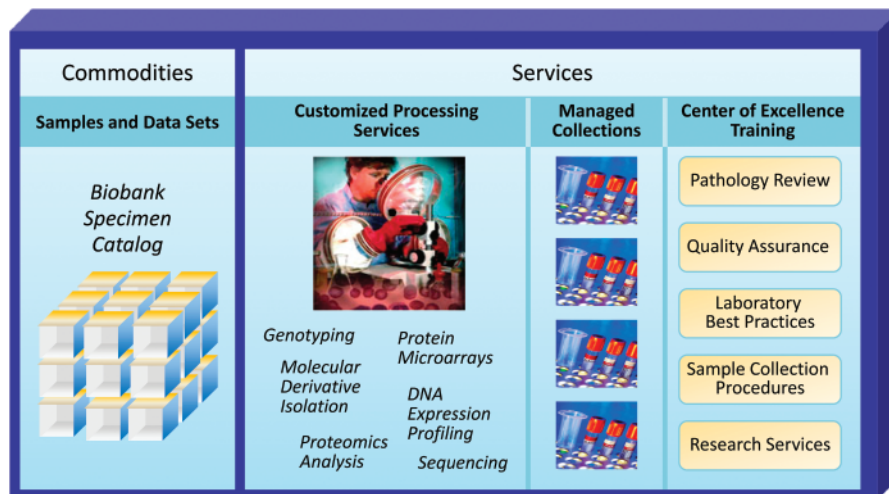 Commodities
Services
Samples and Data Sets
Customized Processing
Services
Managed
Collections
Center of Excellence
Training
Biobank
Specimen
Catalog
Genotyping
Protein
Microarrays
Molecular
Derivative
Isolation
DNA
Expression
Profiling
Proteomics
Analysis
Sequencing
Pathology Review
Quality Assurance
Laboratory
Best Practices
Sample Collection
Procedures
Research Services